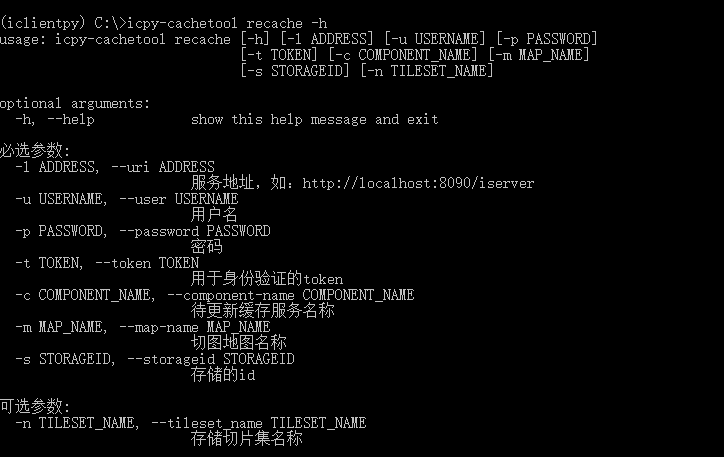 (iclientpy) C:\>icpy-cachetool recache -h
usage: icpy-cachetool recache [-h] [-l ADDRESS] [-u USERNAME] [-p PASSWORD]
[-t TOKEN] [-c COMPONENT_NAME] [-m MAP_NAME]
[-s STORAGEID] [-n TILESET_NAME]
optional arguments:
-h, --help show this help message and exit
必选参数:
-l ADDRESS, --uri ADDRESS
服务地址，如：http://localhost:8090/iserver
-u USERNAME, --user USERNAME
用户名
-p PASSWORD, --password PASSWORD
密码
-t TOKEN, --token TOKEN
用于身份验证的token
-c COMPONENT_NAME, --component-name COMPONENT_NAME
待更新缓存服务名称
-m MAP_NAME, --map-name MAP_NAME
切图地图名称
-s STORAGEID, --storageid STORAGEID
存储的id
可选参数:
-n TILESET_NAME, --tileset_name TILESET_NAME
存储切片集名称